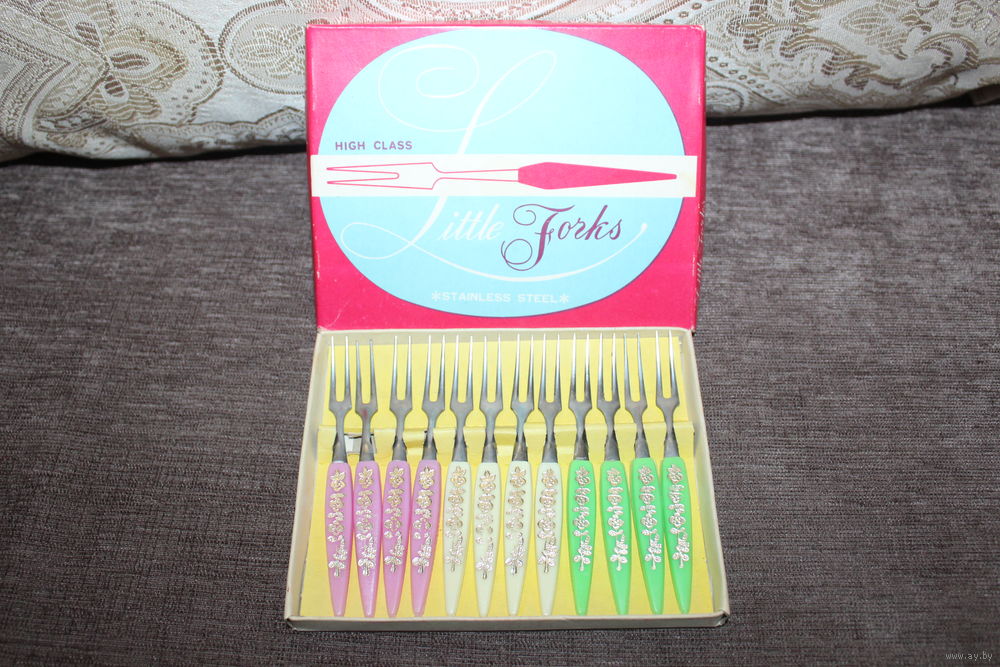 HIGH CLASS
Little Forks
*STAINLESS STEEL*
www.ay.by